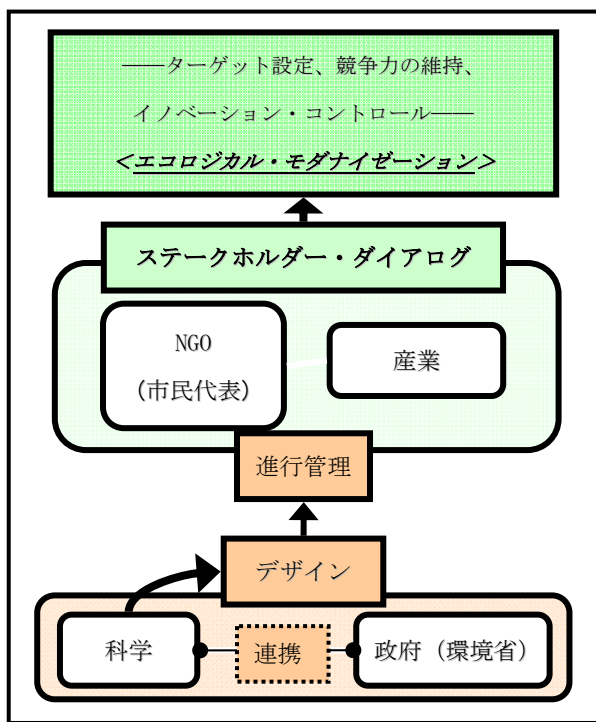 ――ターゲット設定、競争力の維持、
イノベーション・コントロール――
＜エコロジカル・モダナイゼーション＞
ステークホルダー・ダイアログ
NGO
(市民代表)
産業
進行管理
デザイン
科学
連携
政府（環境省）